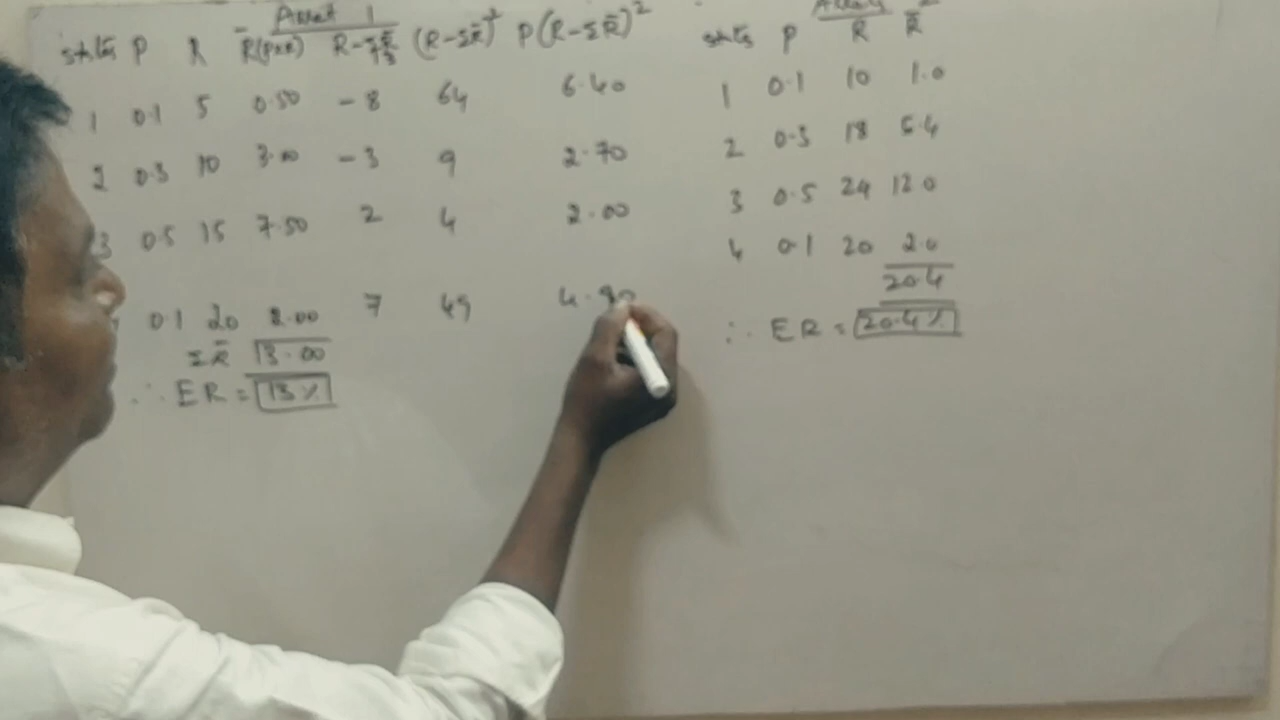 Asset 1
states P R R̄(P×R) R-ΣR̄ (R-ΣR̄)² P(R-ΣR̄)²
13
1 0.1 5 0.50 -8 64 6.40
2 0.3 10 3.00 -3 9 2.70
3 0.5 15 7.50 2 4 2.00
0.1 20 2.00 7 49 4.90
ΣR̄ 13.00
∴ ER = 13%
states P R R̄
1 0.1 10 1.0
2 0.3 18 5.4
3 0.5 24 12.0
4 0.1 20 2.0
20.4
∴ ER = 20.4%